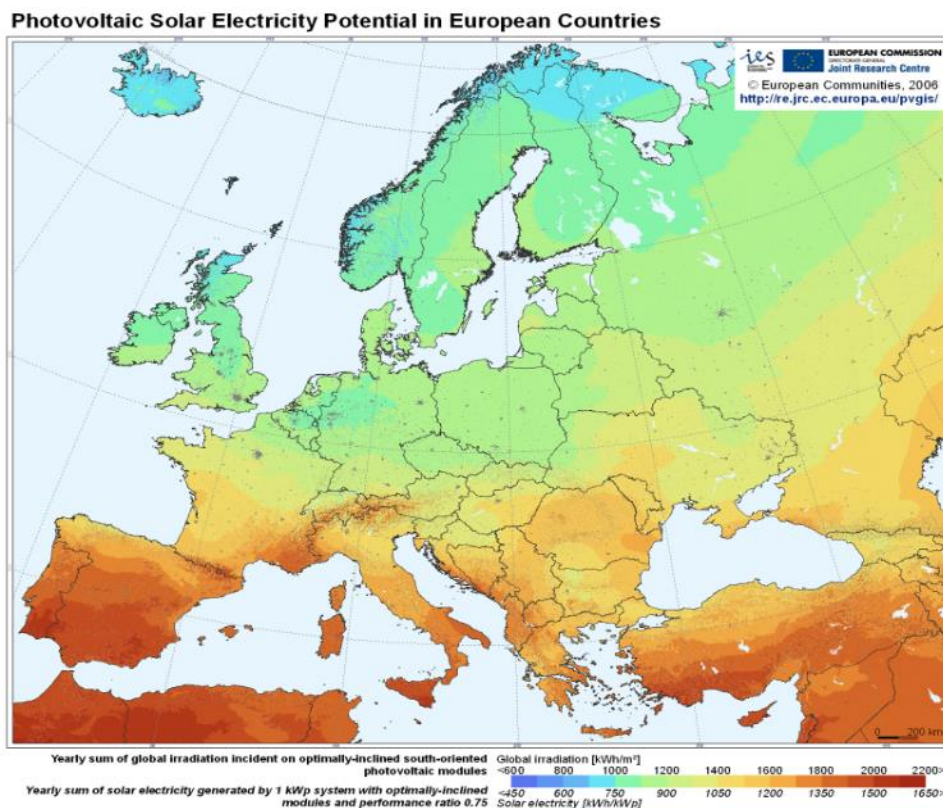 Photovoltaic Solar Electricity Potential in European Countries
ies
EUROPEAN COMMISSION
DIRECTORATE-GENERAL
Joint Research Centre
© European Communities, 2006
http://re.jrc.ec.europa.eu/pvgis/
0 200 km
Yearly sum of global irradiation incident on optimally-inclined south-oriented
photovoltaic modules
Global irradiation [kWh/m²]
<600 800 1000 1200 1400 1600 1800 2000 2200>
<450 600 750 900 1050 1200 1350 1500 1650>
Yearly sum of solar electricity generated by 1 kWp system with optimally-inclined
modules and performance ratio 0.75
Solar electricity [kWh/kWp]